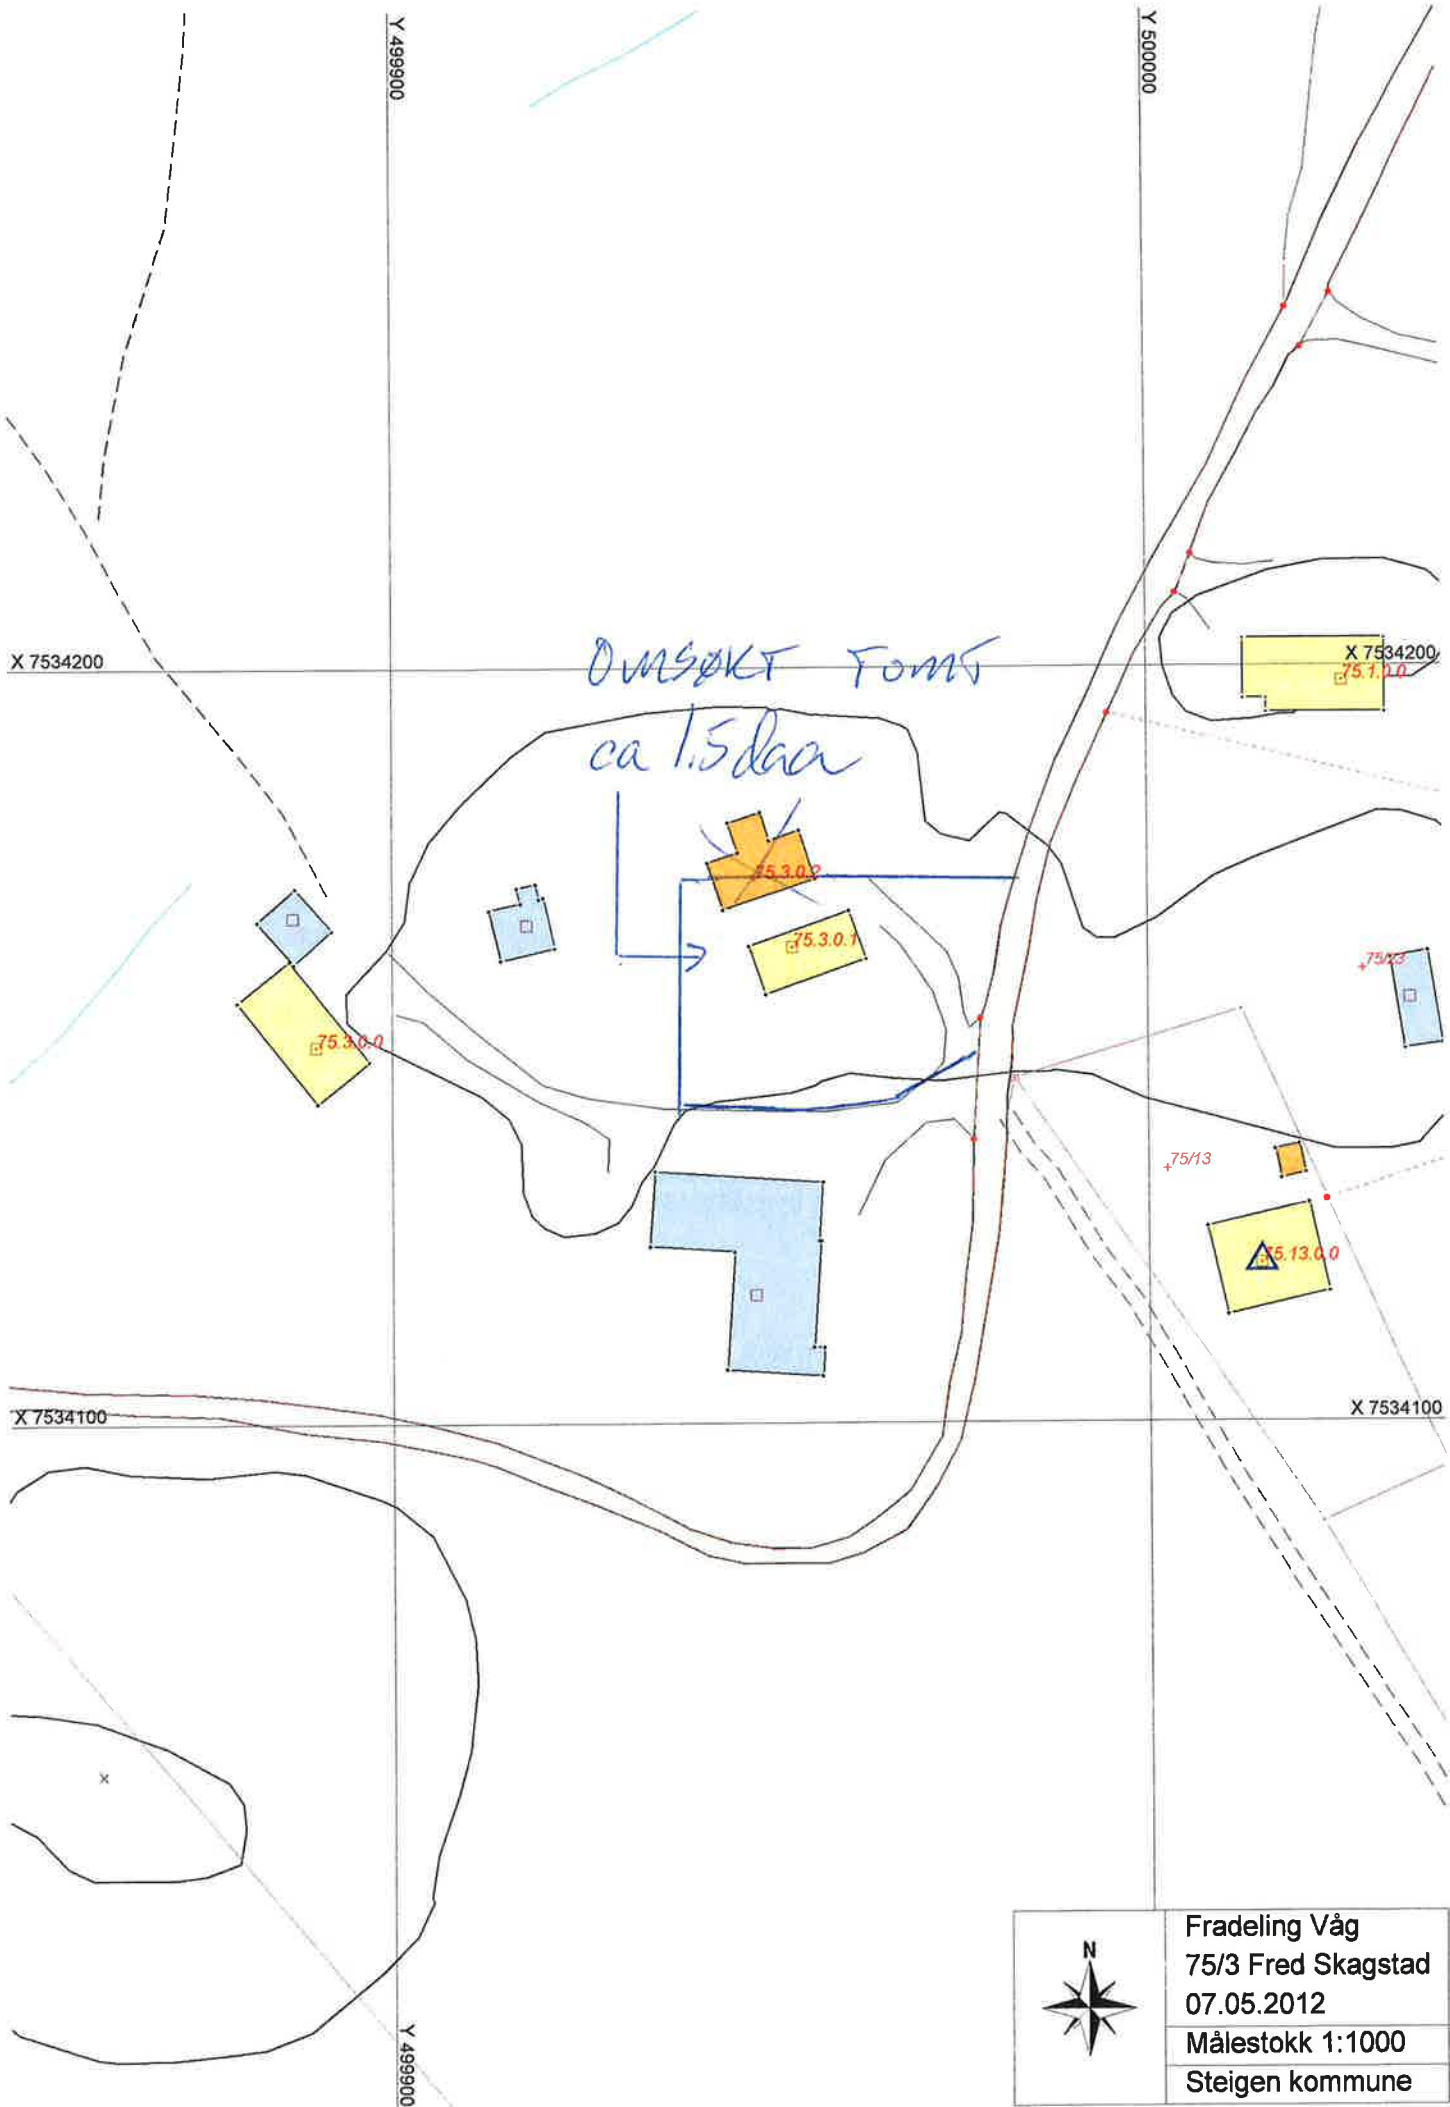 Y 499900
Y 500000
X 7534200
OMSØKT TOMT
X 7534200
75.1.0.0
ca 1.5 daa
75.3.0.2
75.3.0.1
75/23
75.3.0.0
75/13
75.13.0.0
X 7534100
X 7534100
Y 499900
N
Fradeling Våg
75/3 Fred Skagstad
07.05.2012
Målestokk 1:1000
Steigen kommune